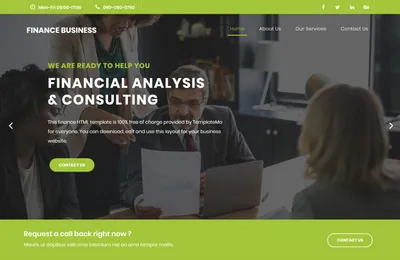 Mon-Fri 09:00-17:00
090-080-0760
FINANCE BUSINESS
Home
About Us
Our Services
Contact Us
WE ARE READY TO HELP YOU
FINANCIAL ANALYSIS
& CONSULTING
This finance HTML template is 100% free of charge provided by TemplateMo
for everyone. You can download, edit and use this layout for your business
website.
CONTACT US
Request a call back right now ?
Mauris ut dapibus velit cras interdum nisl ac urna tempor mollis.
CONTACT US